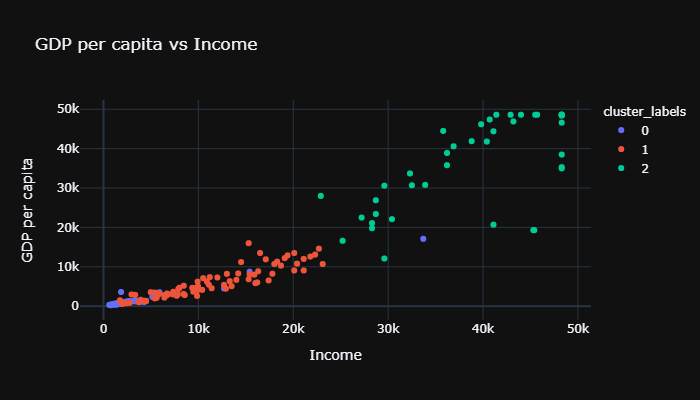 GDP per capita vs Income
cluster_labels
0
1
2
GDP per capita
50k
40k
30k
20k
10k
0
0
10k
20k
30k
40k
50k
Income